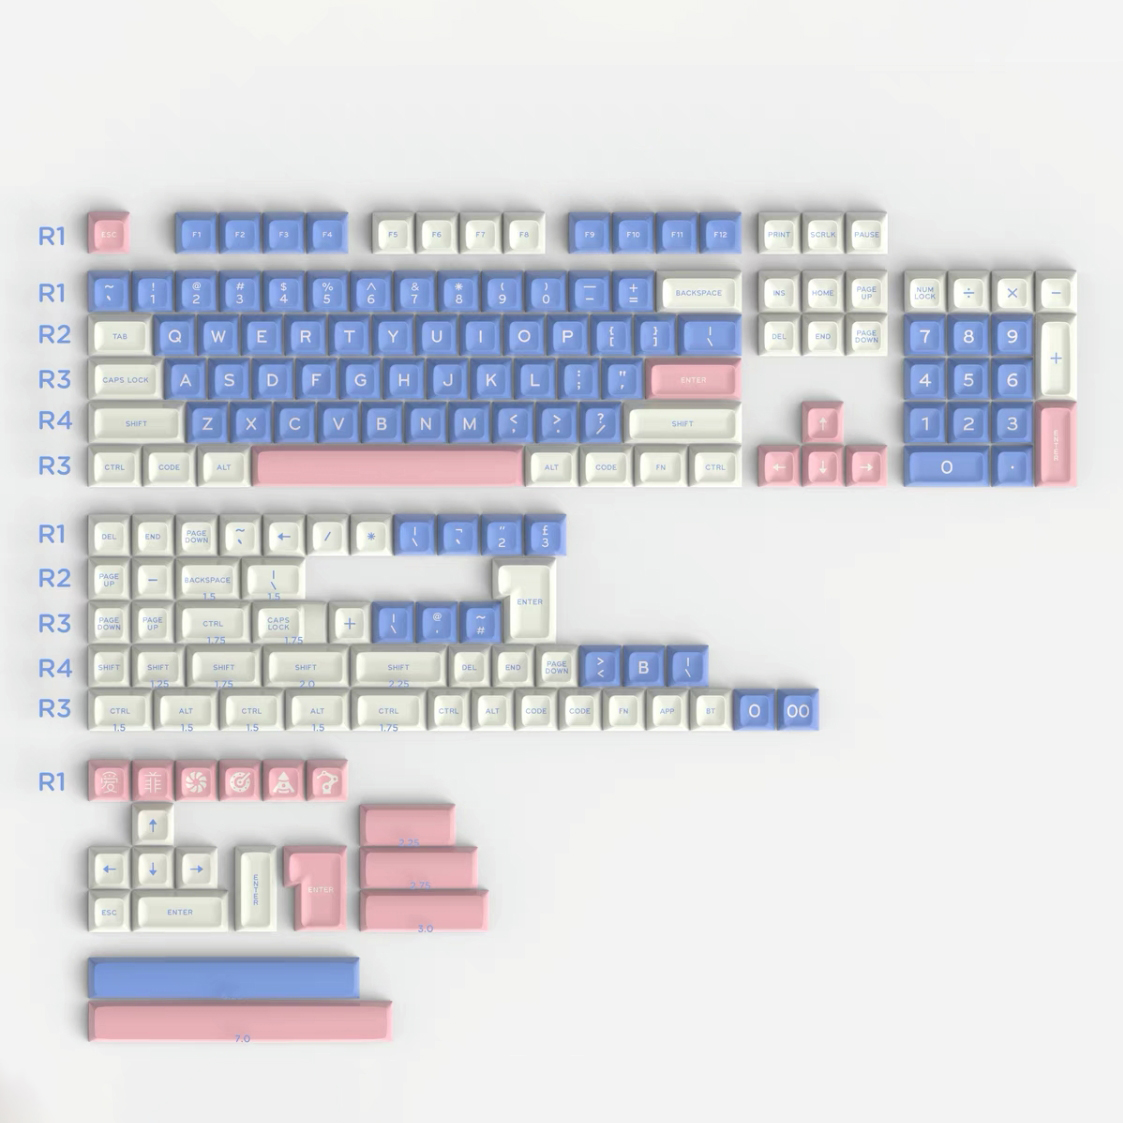 R1 ESC F1 F2 F3 F4 F5 F6 F7 F8 F9 F10 F11 F12 PRINT SCRLK PAUSE
R1 ~ ` ! 1 @ 2 # 3 $ 4 % 5 ^ 6 & 7 * 8 ( 9 ) 0 — - + = BACKSPACE INS HOME PAGE UP NUM LOCK ÷ × −
R2 TAB Q W E R T Y U I O P { [ } ] | \ DEL END PAGE DOWN 7 8 9 +
R3 CAPS LOCK A S D F G H J K L : ; " ' ENTER 4 5 6
R4 SHIFT Z X C V B N M < , > . ? / SHIFT ↑ 1 2 3 ENTER
R3 CTRL CODE ALT ALT CODE FN CTRL ← ↓ → 0 .
R1 DEL END PAGE DOWN ~ ` ← / * | \ ¬ ` " 2 £ 3
R2 PAGE UP − BACKSPACE 1.5 | \ 1.5 ENTER
R3 PAGE DOWN PAGE UP CTRL 1.75 CAPS LOCK 1.75 + | \ @ ' ~ #
R4 SHIFT SHIFT 1.25 SHIFT 1.75 SHIFT 2.0 SHIFT 2.25 DEL END PAGE DOWN > < B | \
R3 CTRL 1.5 ALT 1.5 CTRL 1.5 ALT 1.5 CTRL 1.75 CTRL ALT CODE CODE FN APP BT 0 00
R1
↑ 2.25
← ↓ → ENTER ENTER 2.75
ESC ENTER 3.0
7.0